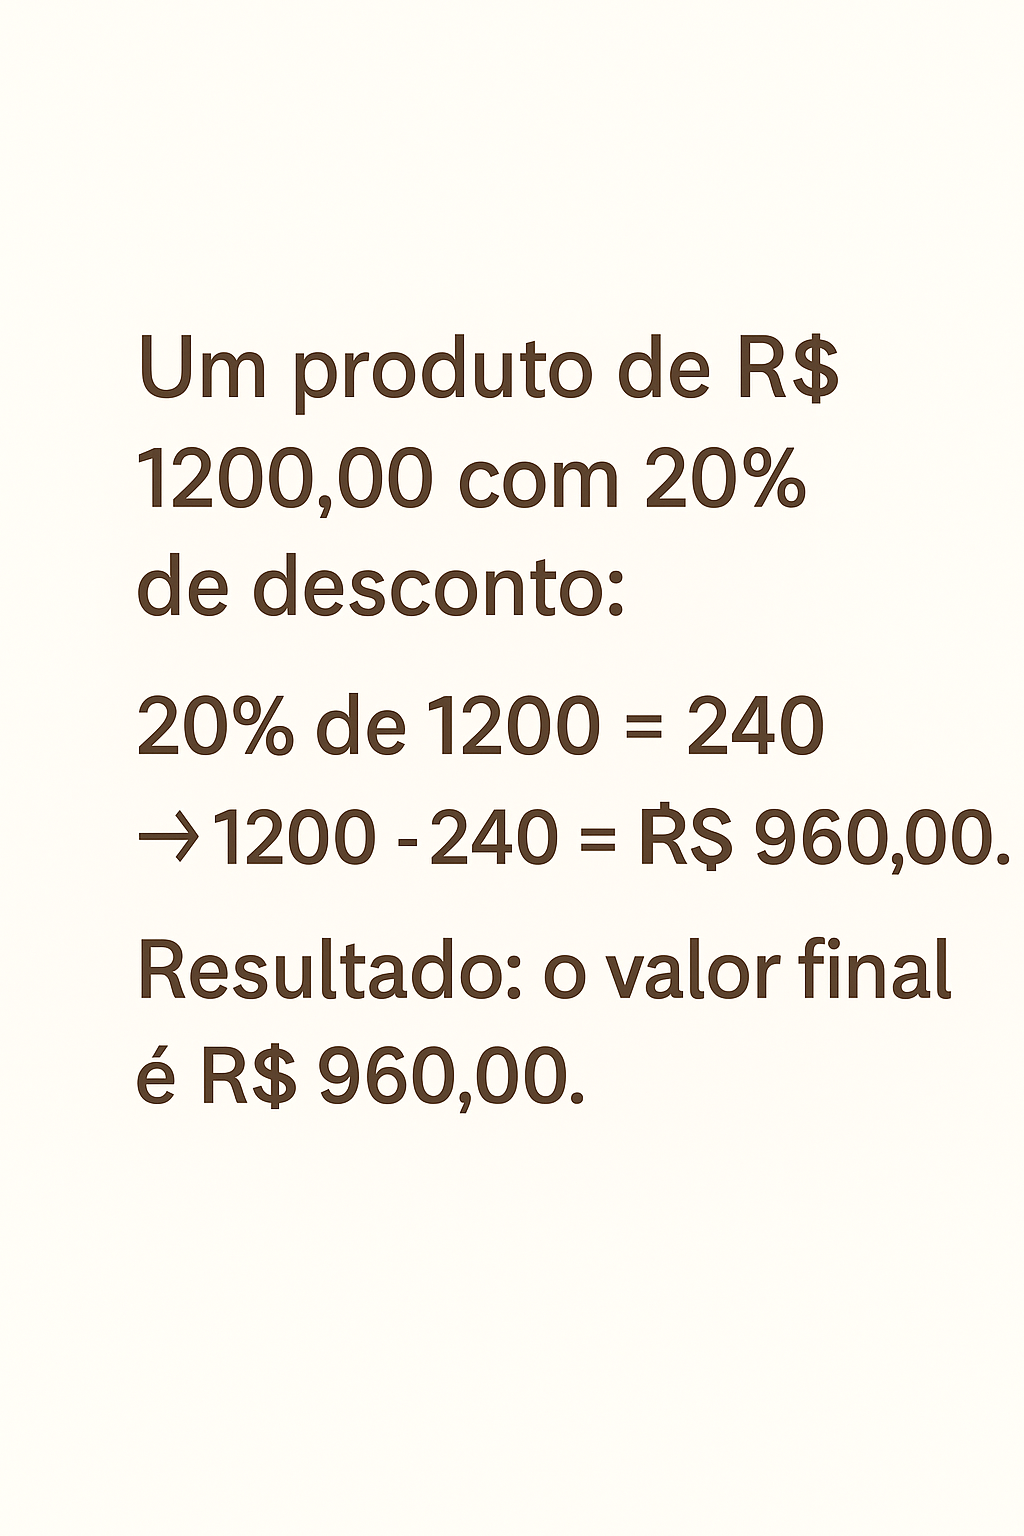 Um produto de R$
1200,00 com 20%
de desconto:
20% de 1200 = 240
→ 1200 - 240 = R$ 960,00.
Resultado: o valor final
é R$ 960,00.